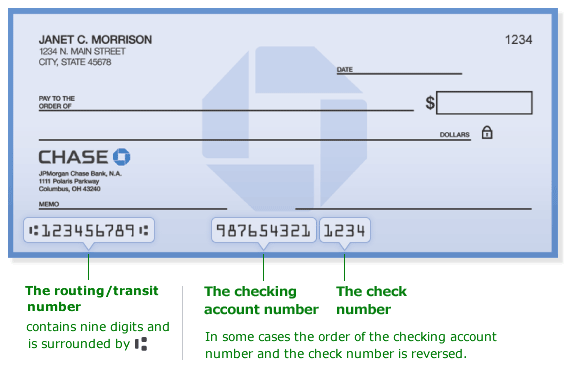 JANET C. MORRISON
1234 N. MAIN STREET
CITY, STATE 45678
1234
DATE
PAY TO THE
ORDER OF
$
DOLLARS
CHASE
JPMorgan Chase Bank, N.A.
1111 Polaris Parkway
Columbus, OH 43240
MEMO
⑆123456789⑆ 987654321 1234
The routing/transit
number
contains nine digits and
is surrounded by ⑆
The checking
account number
The check
number
In some cases the order of the checking account
number and the check number is reversed.